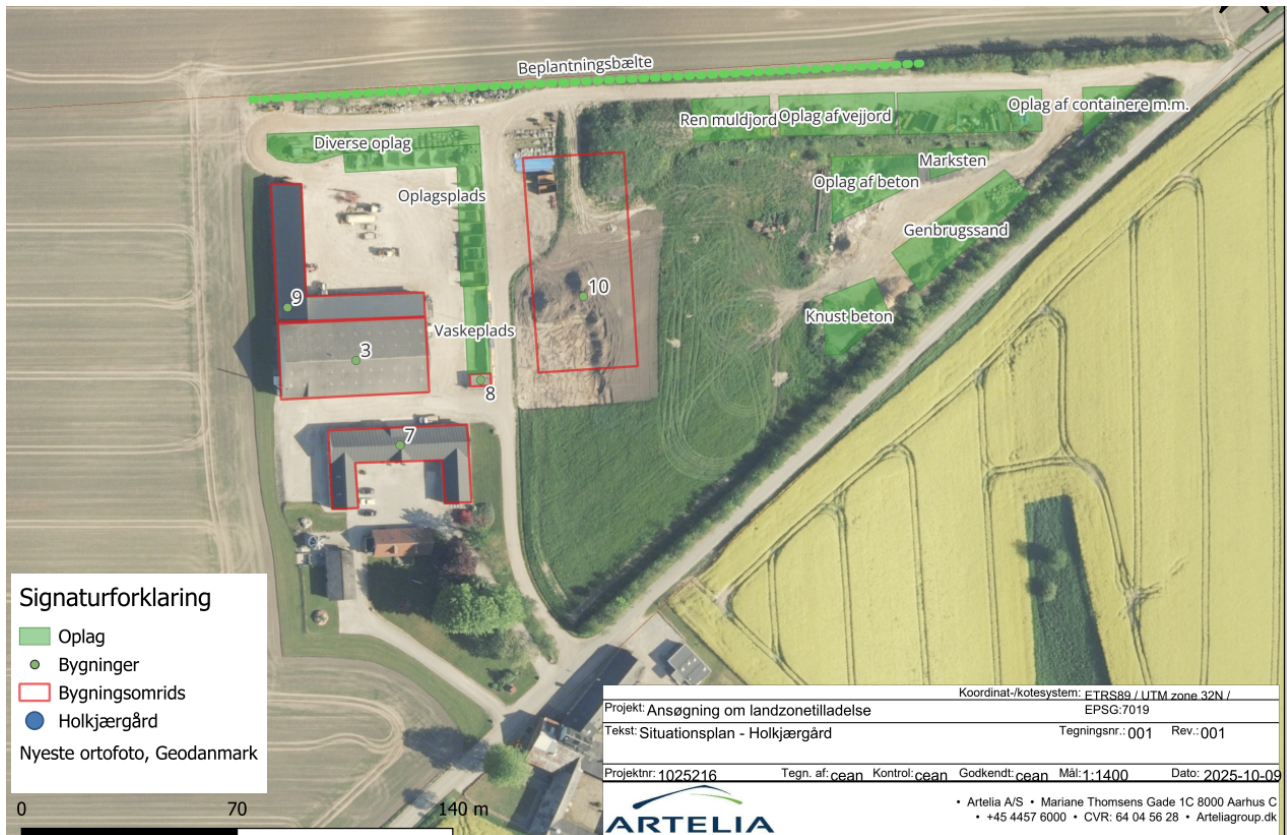 Beplantningsbælte
Oplag af containere m.m.
Ren muldjord
Oplag af vejjord
Diverse oplag
Marksten
Oplag af beton
Oplagsplads
Genbrugssand
10
9
Knust beton
Vaskeplads
3
8
7
Signaturforklaring
Oplag
Bygninger
Bygningsomrids
Holkjærgård
Nyeste ortofoto, Geodanmark
0 70 140 m
Koordinat-/kotesystem: ETRS89 / UTM zone 32N /
EPSG:7019
Projekt: Ansøgning om landzonetilladelse
Tekst: Situationsplan - Holkjærgård Tegningsnr.: 001 Rev.: 001
Projektnr: 1025216 Tegn. af: cean Kontrol: cean Godkendt: cean Mål: 1:1400 Dato: 2025-10-09
ARTELIA
• Artelia A/S • Mariane Thomsens Gade 1C 8000 Aarhus C
• +45 4457 6000 • CVR: 64 04 56 28 • Arteliagroup.dk